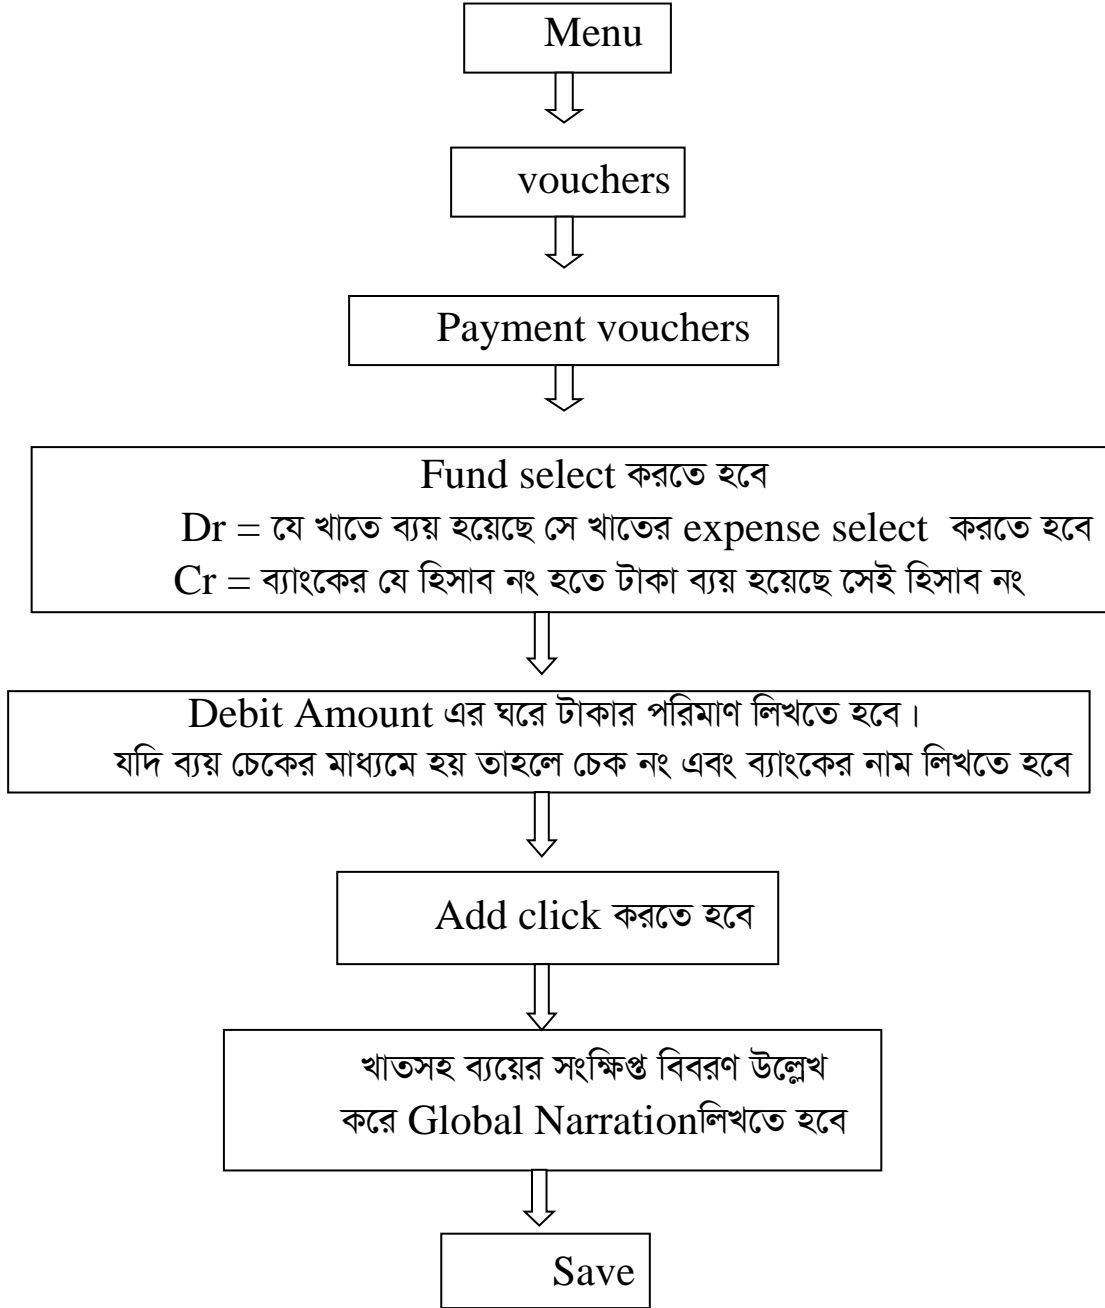 Menu
vouchers
Payment vouchers
Fund select করতে হবে
Dr = যে খাতে ব্যয় হয়েছে সে খাতের expense select করতে হবে
Cr = ব্যাংকের যে হিসাব নং হতে টাকা ব্যয় হয়েছে সেই হিসাব নং
Debit Amount এর ঘরে টাকার পরিমাণ লিখতে হবে।
যদি ব্যয় চেকের মাধ্যমে হয় তাহলে চেক নং এবং ব্যাংকের নাম লিখতে হবে
Add click করতে হবে
খাতসহ ব্যয়ের সংক্ষিপ্ত বিবরণ উল্লেখ
করে Global Narrationলিখতে হবে
Save